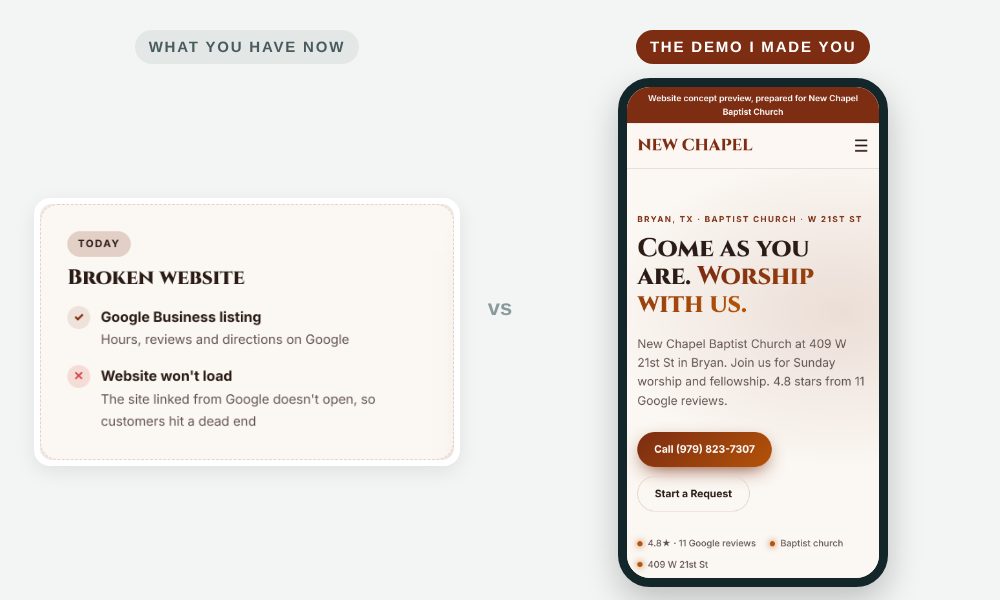 WHAT YOU HAVE NOW
THE DEMO I MADE YOU
TODAY
Broken website
Google Business listing
Hours, reviews and directions on Google
Website won't load
The site linked from Google doesn't open, so
customers hit a dead end
vs
Website concept preview, prepared for New Chapel
Baptist Church
NEW CHAPEL
BRYAN, TX · BAPTIST CHURCH · W 21ST ST
Come as you
are. Worship
with us.
New Chapel Baptist Church at 409 W
21st St in Bryan. Join us for Sunday
worship and fellowship. 4.8 stars from 11
Google reviews.
Call (979) 823-7307
Start a Request
4.8★ · 11 Google reviews
Baptist church
409 W 21st St